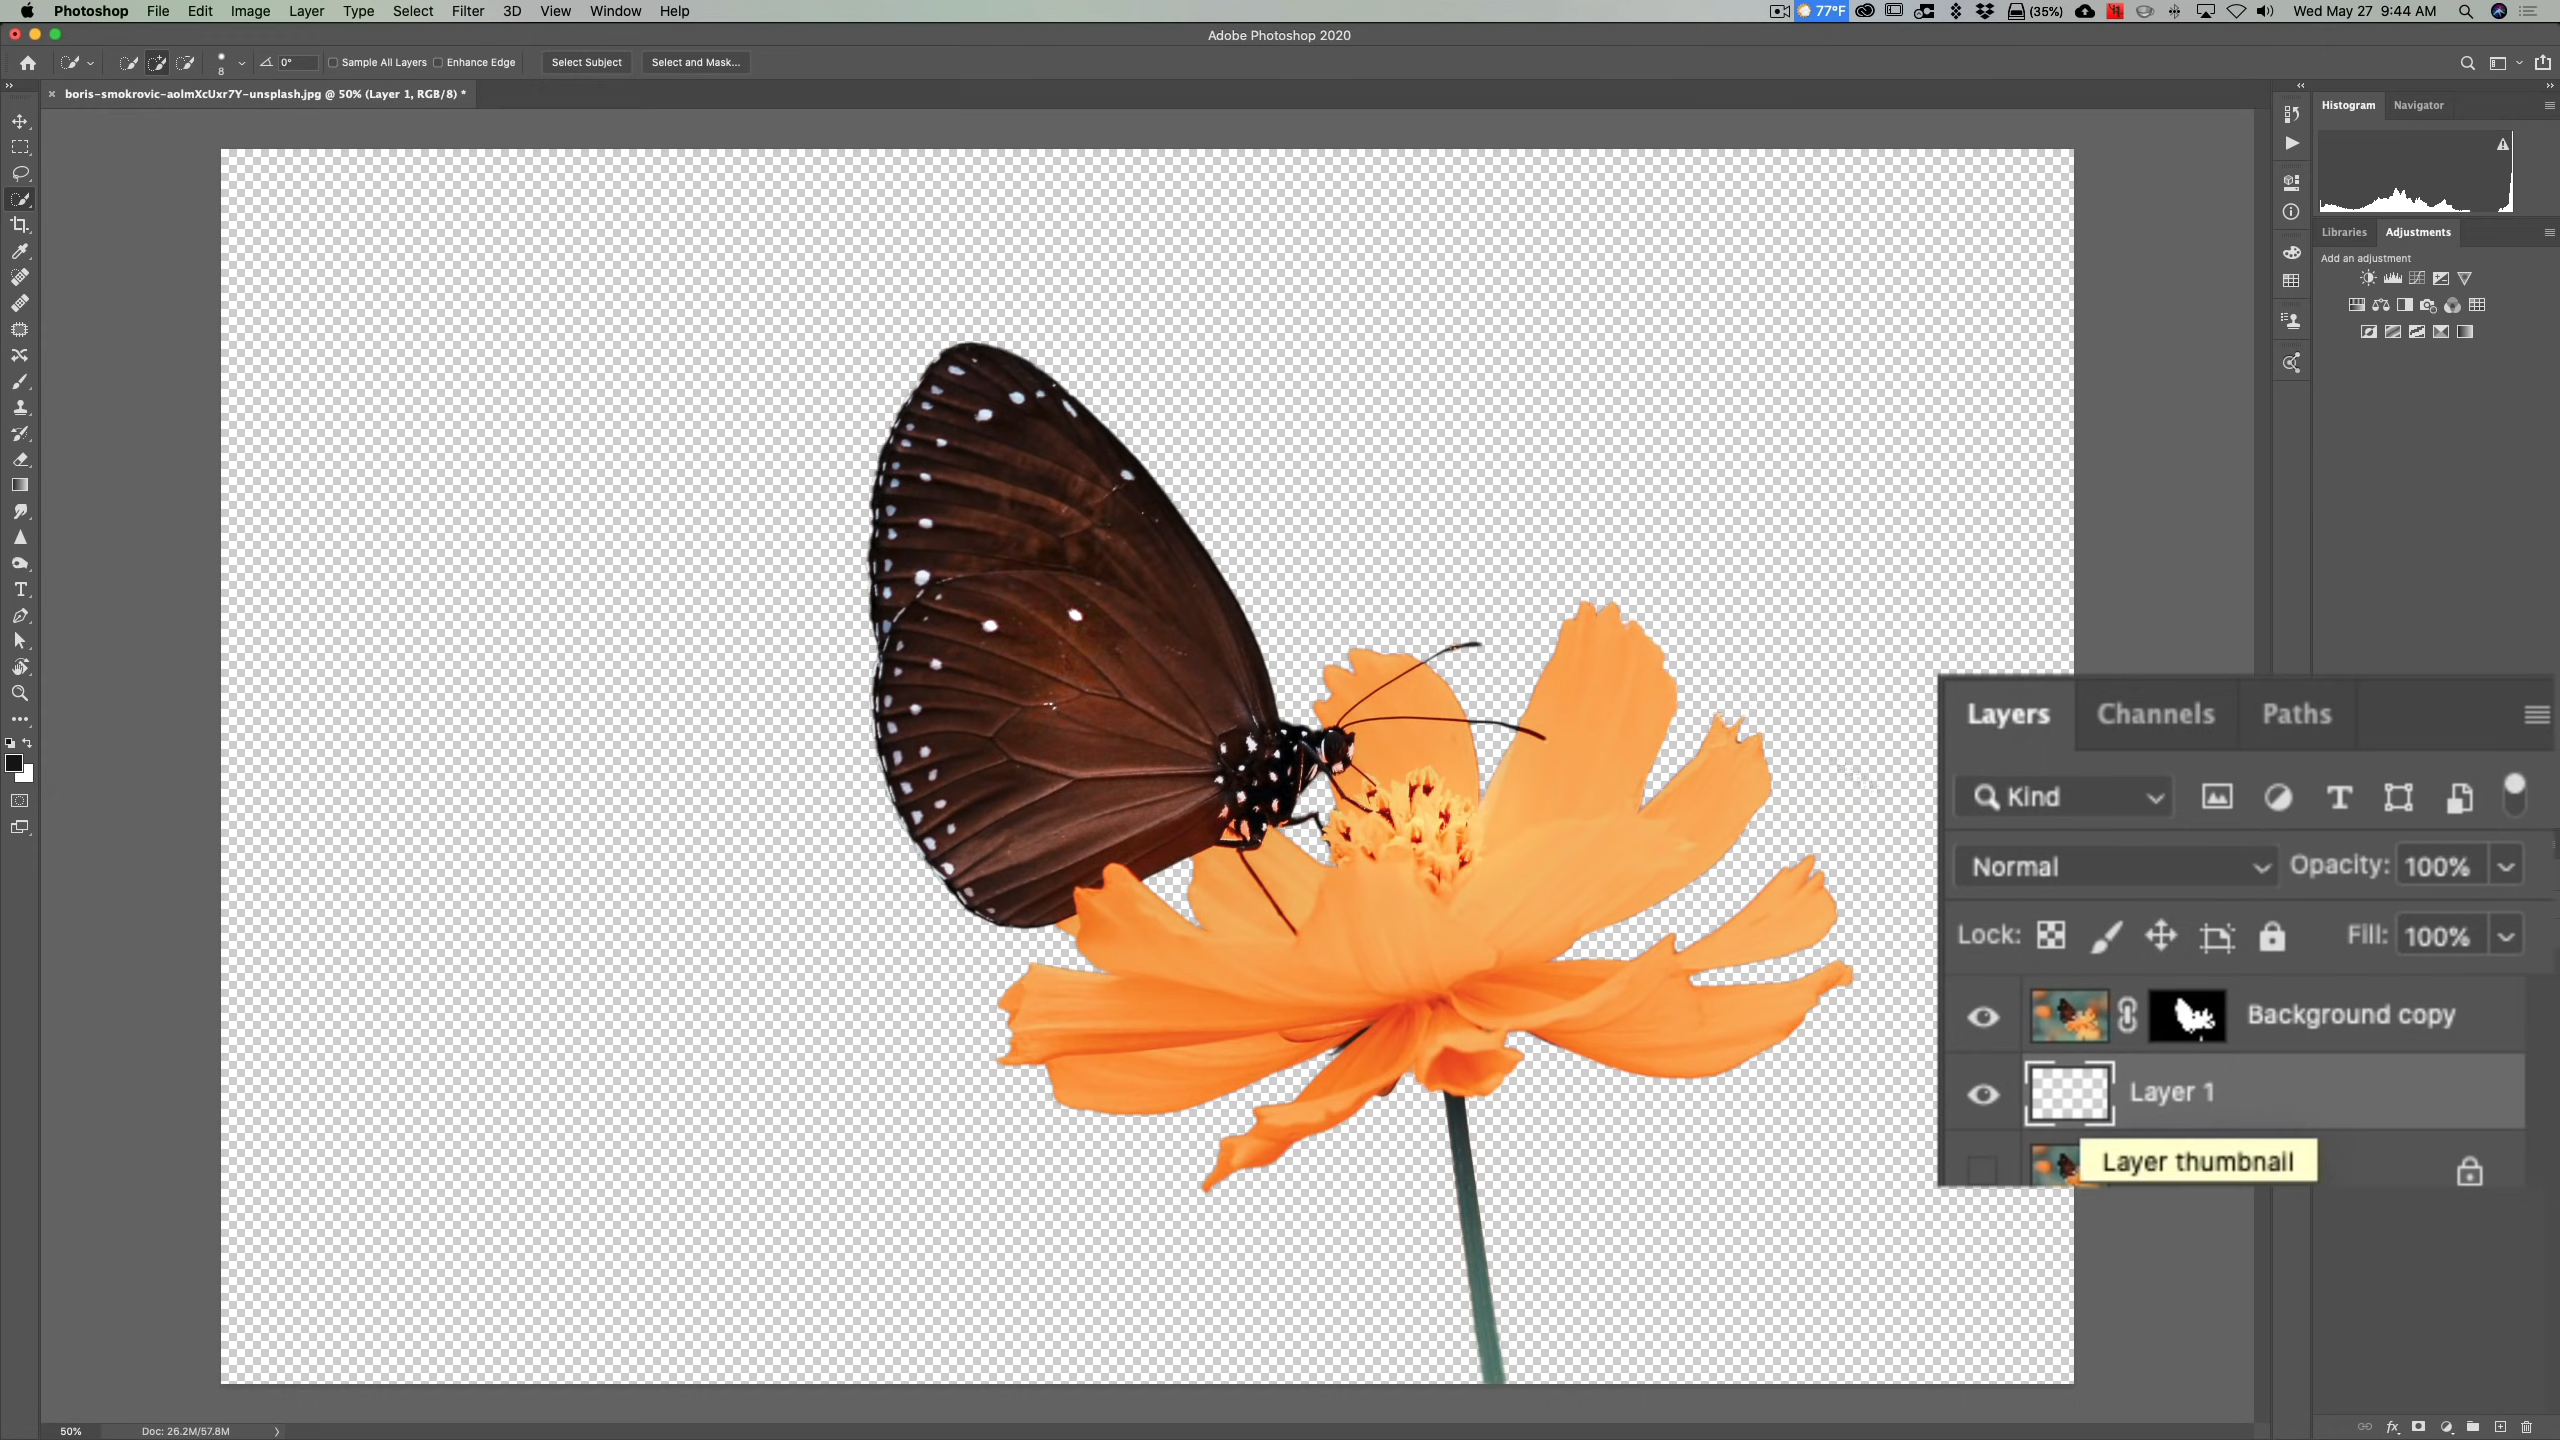 Photoshop File Edit Image Layer Type Select Filter 3D View Window Help 77°F (35%) Wed May 27 9:44 AM
Adobe Photoshop 2020
8 0° Sample All Layers Enhance Edge Select Subject Select and Mask...
boris-smokrovic-aolmXcUxr7Y-unsplash.jpg @ 50% (Layer 1, RGB/8) *
Histogram Navigator
Libraries Adjustments
Add an adjustment
Layers Channels Paths
Kind
Normal Opacity: 100%
Lock: Fill: 100%
Background copy
Layer 1
Layer thumbnail
50% Doc: 26.2M/57.8M